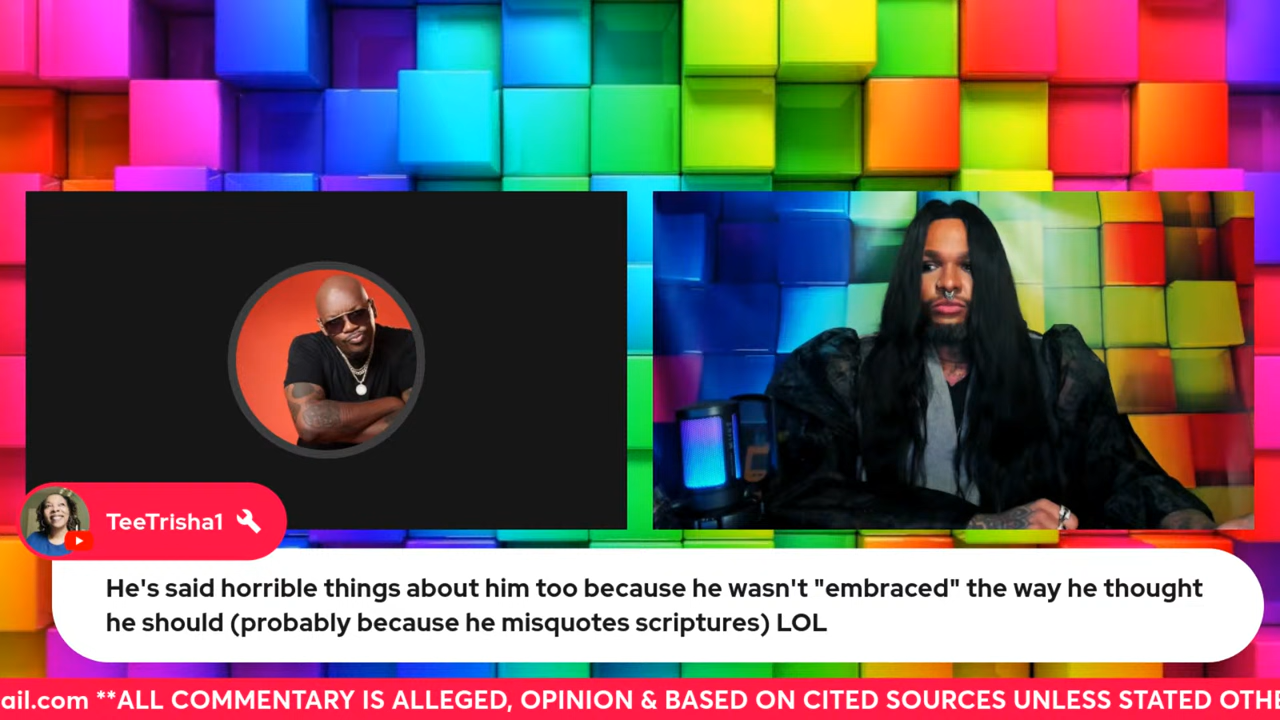 TeeTrisha1
He's said horrible things about him too because he wasn't "embraced" the way he thought
he should (probably because he misquotes scriptures) LOL
ail.com **ALL COMMENTARY IS ALLEGED, OPINION & BASED ON CITED SOURCES UNLESS STATED OTHE